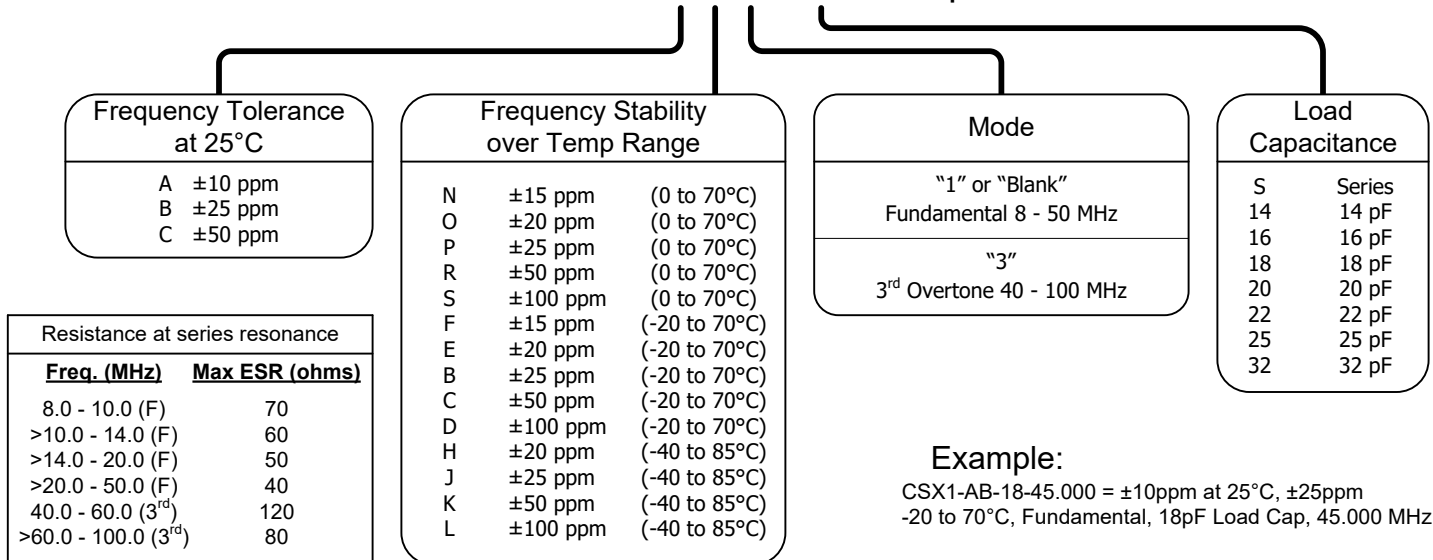 Frequency Tolerance
at 25°C
A ±10 ppm
B ±25 ppm
C ±50 ppm
Frequency Stability
over Temp Range
N ±15 ppm (0 to 70°C)
O ±20 ppm (0 to 70°C)
P ±25 ppm (0 to 70°C)
R ±50 ppm (0 to 70°C)
S ±100 ppm (0 to 70°C)
F ±15 ppm (-20 to 70°C)
E ±20 ppm (-20 to 70°C)
B ±25 ppm (-20 to 70°C)
C ±50 ppm (-20 to 70°C)
D ±100 ppm (-20 to 70°C)
H ±20 ppm (-40 to 85°C)
J ±25 ppm (-40 to 85°C)
K ±50 ppm (-40 to 85°C)
L ±100 ppm (-40 to 85°C)
Mode
"1" or "Blank"
Fundamental 8 - 50 MHz
"3"
3rd Overtone 40 - 100 MHz
Load
Capacitance
S Series
14 14 pF
16 16 pF
18 18 pF
20 20 pF
22 22 pF
25 25 pF
32 32 pF
Resistance at series resonance
Freq. (MHz) Max ESR (ohms)
8.0 - 10.0 (F) 70
>10.0 - 14.0 (F) 60
>14.0 - 20.0 (F) 50
>20.0 - 50.0 (F) 40
40.0 - 60.0 (3rd) 120
>60.0 - 100.0 (3rd) 80
Example:
CSX1-AB-18-45.000 = ±10ppm at 25°C, ±25ppm
-20 to 70°C, Fundamental, 18pF Load Cap, 45.000 MHz